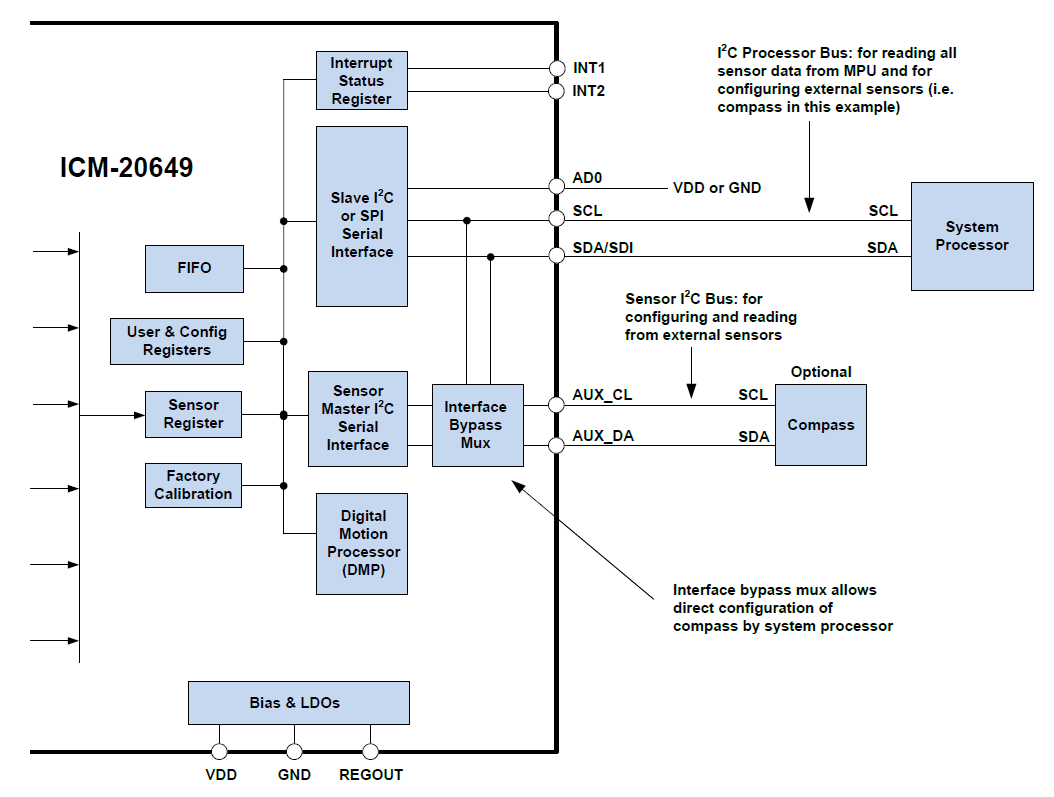 ICM-20649
Interrupt
Status
Register
INT1
INT2
I2C Processor Bus: for reading all
sensor data from MPU and for
configuring external sensors (i.e.
compass in this example)
Slave I2C
or SPI
Serial
Interface
AD0
VDD or GND
SCL
SCL
SDA/SDI
SDA
System
Processor
FIFO
User & Config
Registers
Sensor I2C Bus: for
configuring and reading
from external sensors
Sensor
Register
Sensor
Master I2C
Serial
Interface
Interface
Bypass
Mux
AUX_CL
SCL
AUX_DA
SDA
Optional
Compass
Factory
Calibration
Digital
Motion
Processor
(DMP)
Interface bypass mux allows
direct configuration of
compass by system processor
Bias & LDOs
VDD
GND
REGOUT